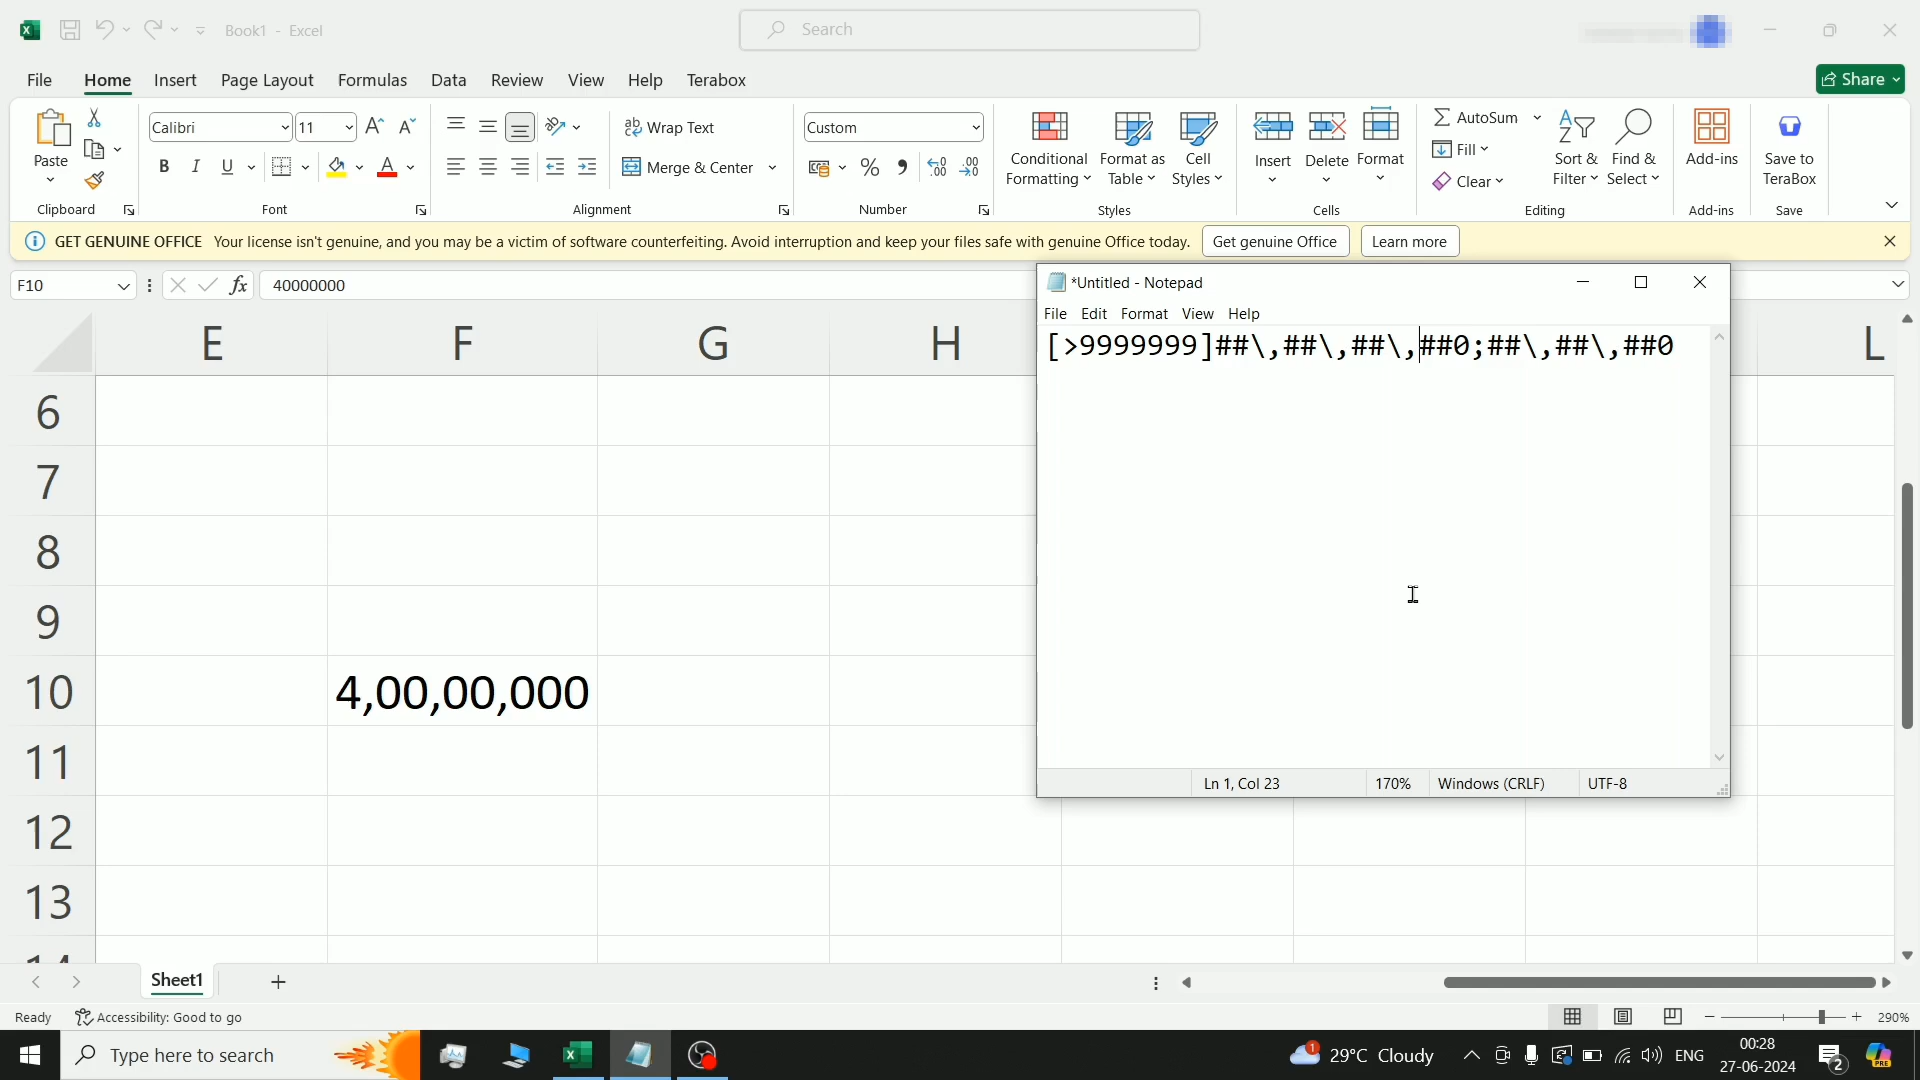 Book1 - Excel
Search
File Home Insert Page Layout Formulas Data Review View Help Terabox
Share
Paste
Clipboard
Calibri 11
B I U
Font
Wrap Text
Merge & Center
Alignment
Custom
% ,
Number
Conditional Formatting
Format as Table
Cell Styles
Styles
Insert Delete Format
Cells
AutoSum
Fill
Clear
Sort & Filter
Find & Select
Editing
Add-ins
Add-ins
Save to TeraBox
Save
GET GENUINE OFFICE Your license isn't genuine, and you may be a victim of software counterfeiting. Avoid interruption and keep your files safe with genuine Office today. Get genuine Office Learn more
F10 fx 40000000
*Untitled - Notepad
File Edit Format View Help
[>9999999]##\,##\,##\,##0;##\,##\,##0
Ln 1, Col 23 170% Windows (CRLF) UTF-8
E F G H L
6
7
8
9
10 4,00,00,000
11
12
13
14
Sheet1
Ready Accessibility: Good to go 290%
Type here to search
1 29°C Cloudy ENG 00:28
27-06-2024
2
PRE